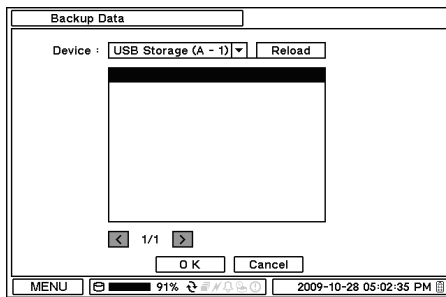 Backup Data
Device : USB Storage (A - 1) Reload
< 1/1 >
O K Cancel
MENU 91% 2009-10-28 05:02:35 PM